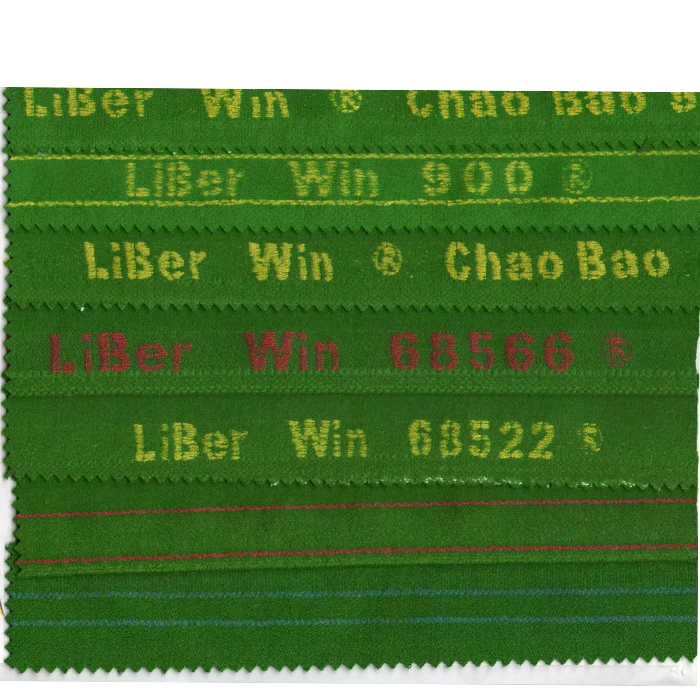 LiBer Win ® Chao Bao
LiBer Win 900 ®
LiBer Win ® Chao Bao
LiBer Win 68566 ®
LiBer Win 68522 ®